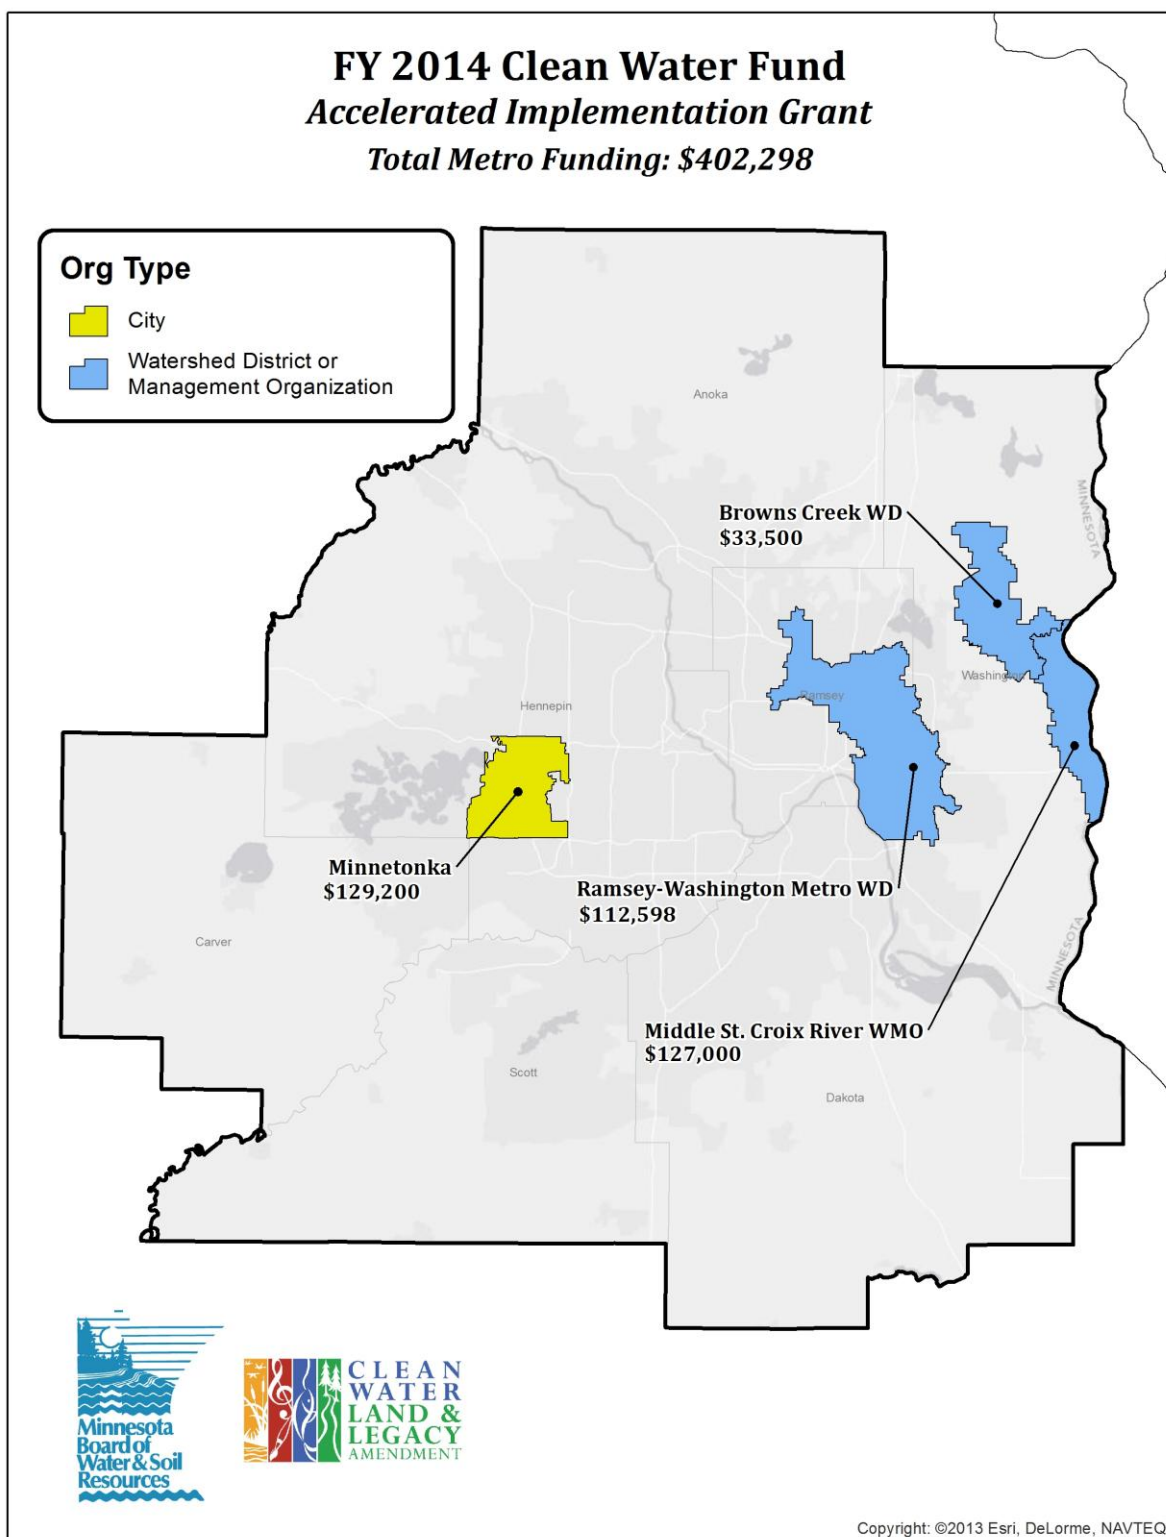 FY 2014 Clean Water Fund
Accelerated Implementation Grant
Total Metro Funding: $402,298
Org Type
City
Watershed District or
Management Organization
Anoka
MINNESOTA
Browns Creek WD
$33,500
Washington
Ramsey
Hennepin
Minnetonka
$129,200
Ramsey-Washington Metro WD
$112,598
Carver
MINNESOTA
Middle St. Croix River WMO
$127,000
Scott
Dakota
Minnesota
Board of
Water & Soil
Resources
CLEAN
WATER
LAND &
LEGACY
AMENDMENT
Copyright: ©2013 Esri, DeLorme, NAVTEQ